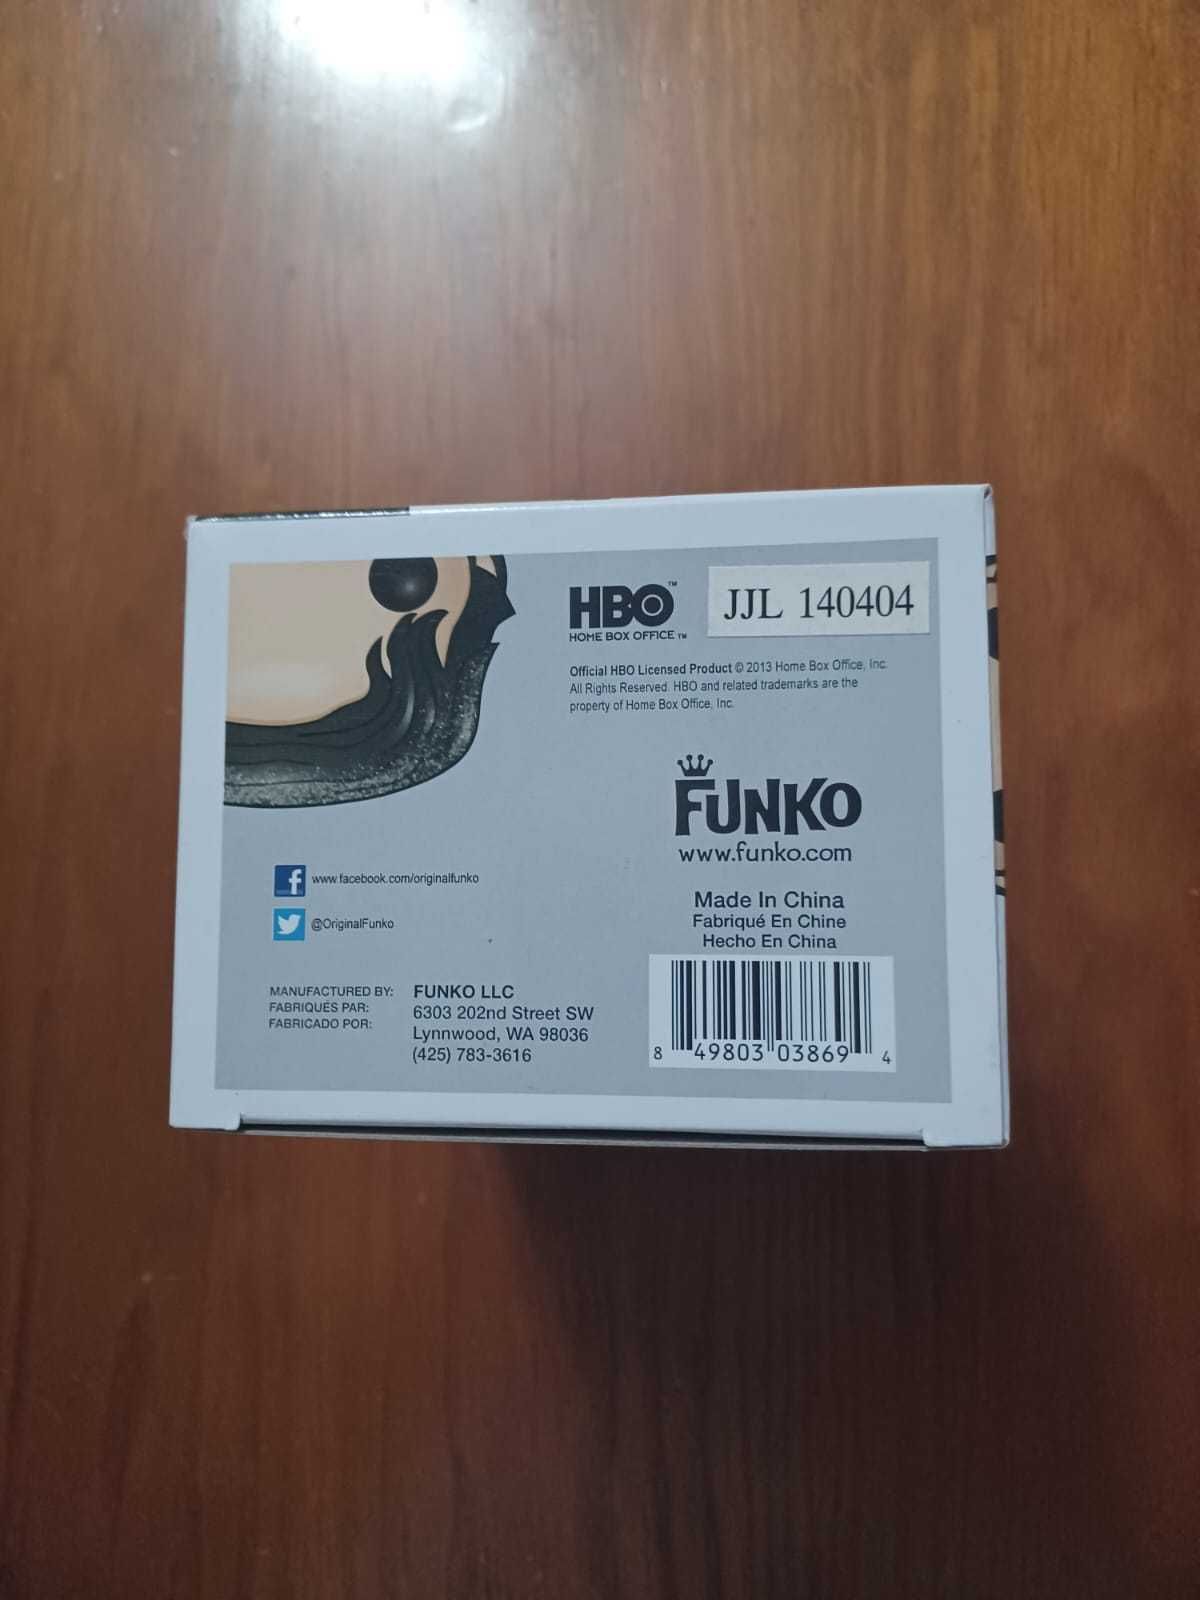 HBO™
HOME BOX OFFICE™
JJL 140404
Official HBO Licensed Product © 2013 Home Box Office, Inc.
All Rights Reserved. HBO and related trademarks are the
property of Home Box Office, Inc.
FUNKO
www.funko.com
f www.facebook.com/originalfunko
@OriginalFunko
Made In China
Fabriqué En Chine
Hecho En China
MANUFACTURED BY:
FABRIQUÉS PAR:
FABRICADO POR:
FUNKO LLC
6303 202nd Street SW
Lynnwood, WA 98036
(425) 783-3616
8 49803 03869 4